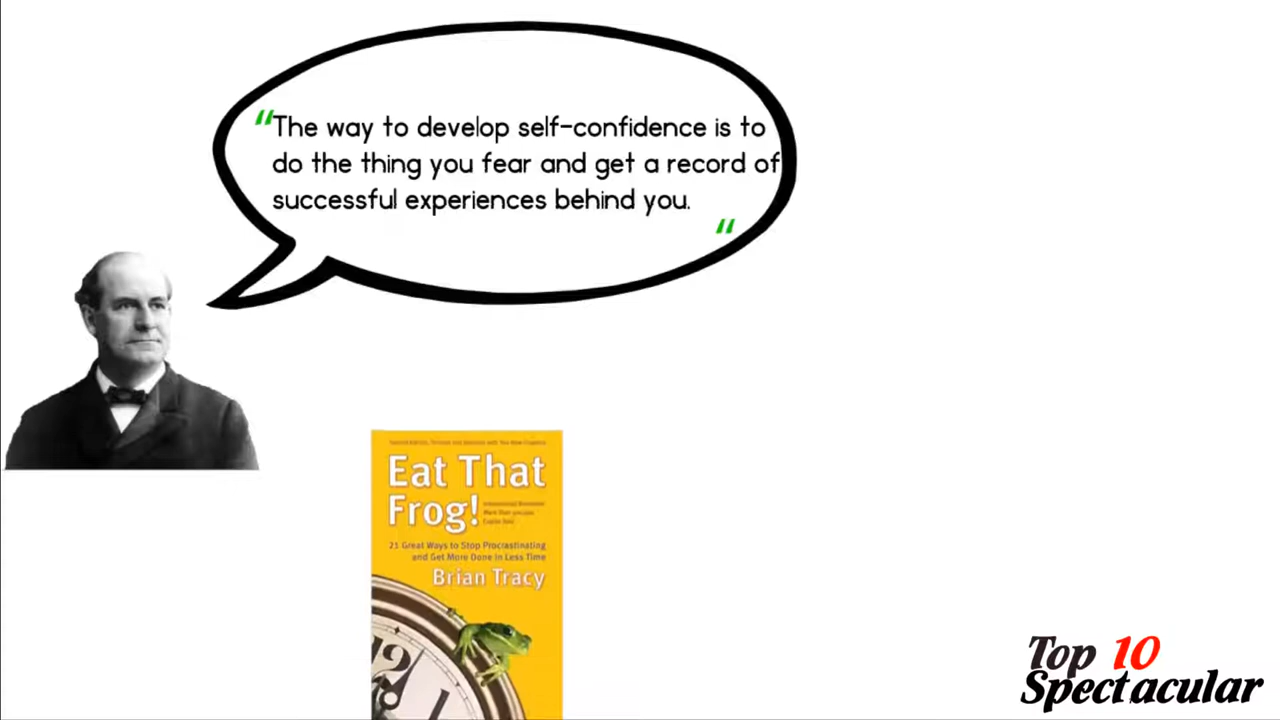 “The way to develop self-confidence is to
do the thing you fear and get a record of
successful experiences behind you.
“
Eat That
Frog!
21 Great Ways to Stop Procrastinating
and Get More Done in Less Time
Brian Tracy
12
1
Top 10
Spectacular